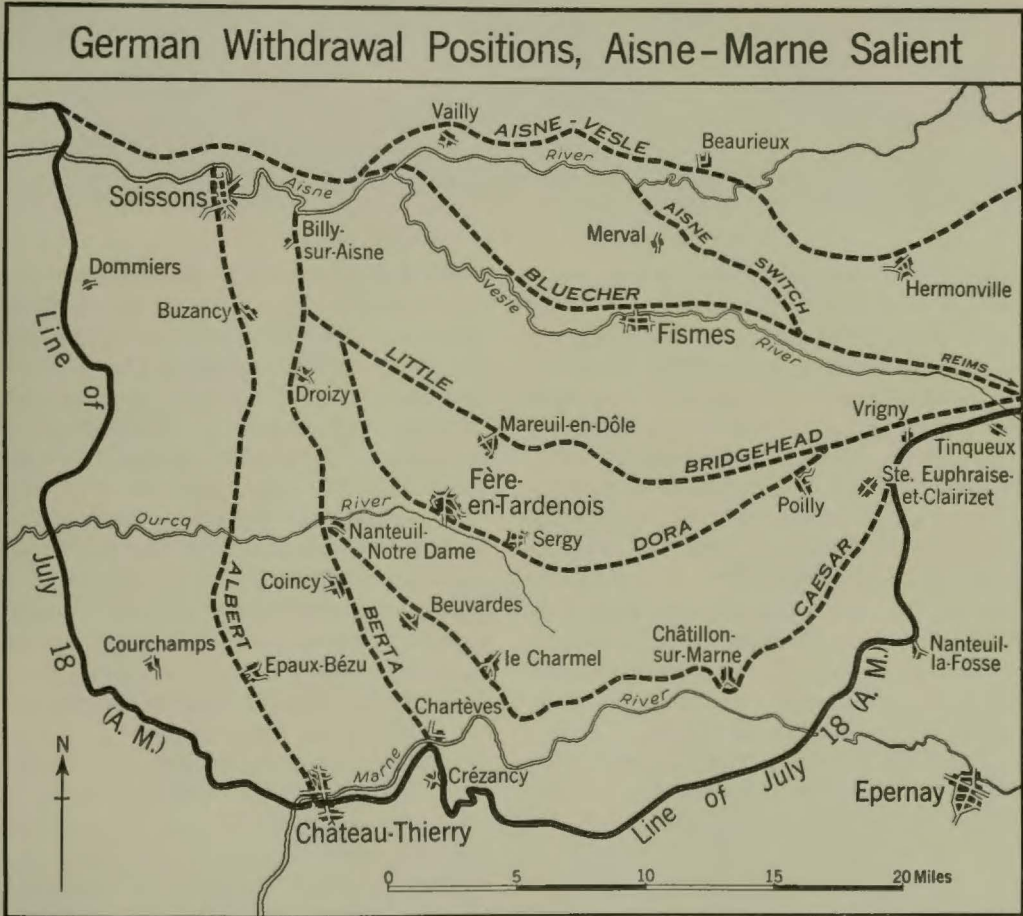 German Withdrawal Positions, Aisne-Marne Salient
Vailly
AISNE - VESLE
Beaurieux
River
Soissons
Aisne
Billy-
sur-Aisne
Merval
AISNE
SWITCH
Hermonville
Dommiers
Buzancy
Vesle
BLUECHER
Fismes
River
REIMS
Line of July 18 (A. M.)
LITTLE
BRIDGEHEAD
Droizy
Mareuil-en-Dôle
Vrigny
Tinqueux
Fère-
en-Tardenois
Ste. Euphraise-
et-Clairizet
Poilly
Ourcq
River
Nanteuil-
Notre Dame
Sergy
DORA
CAESAR
Coincy
ALBERT
BERTA
Beuvardes
Courchamps
Epaux-Bézu
le Charmel
Châtillon-
sur-Marne
Nanteuil-
la-Fosse
Chartèves
River
N
Marne
Crézancy
Line of July 18 (A. M.)
Epernay
Château-Thierry
0 5 10 15 20 Miles